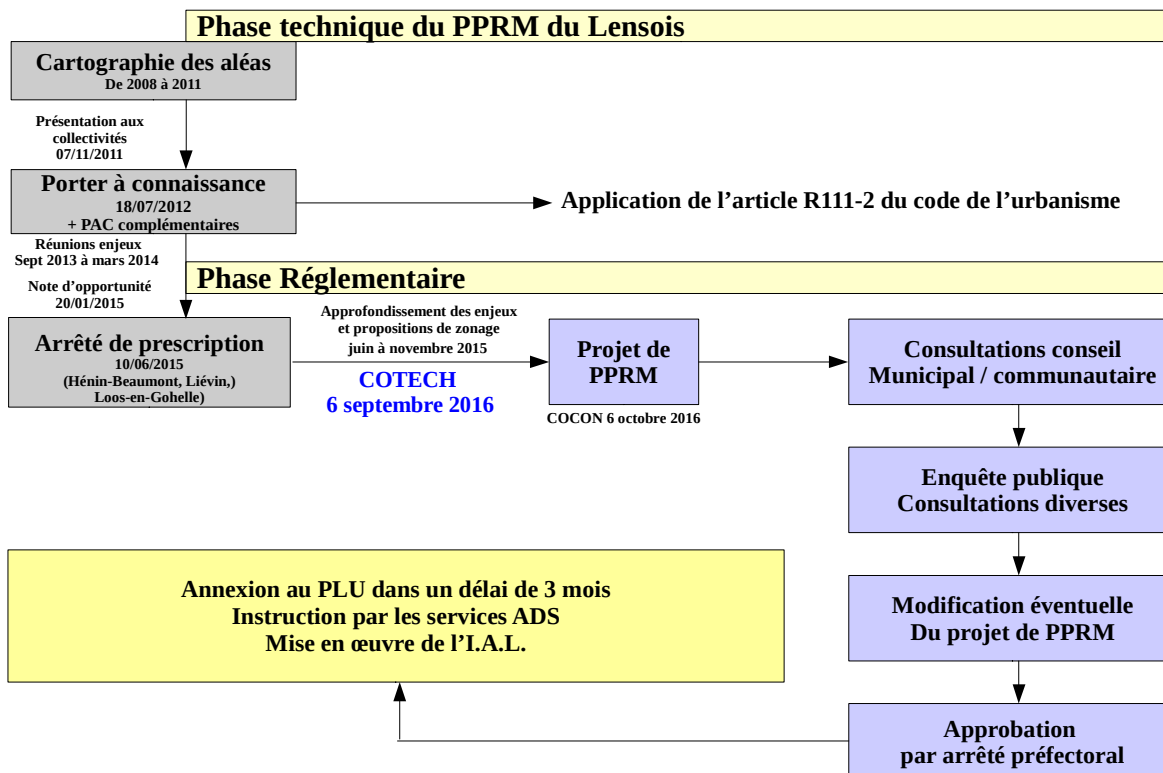 Phase technique du PPRM du Lensois
Cartographie des aléas
De 2008 à 2011
Présentation aux
collectivités
07/11/2011
Porter à connaissance
18/07/2012
+ PAC complémentaires
Application de l’article R111-2 du code de l’urbanisme
Réunions enjeux
Sept 2013 à mars 2014
Note d’opportunité
20/01/2015
Phase Réglementaire
Arrêté de prescription
10/06/2015
(Hénin-Beaumont, Liévin,)
Loos-en-Gohelle)
Approfondissement des enjeux
et propositions de zonage
juin à novembre 2015
COTECH
6 septembre 2016
Projet de
PPRM
COCON 6 octobre 2016
Consultations conseil
Municipal / communautaire
Enquête publique
Consultations diverses
Modification éventuelle
Du projet de PPRM
Approbation
par arrêté préfectoral
Annexion au PLU dans un délai de 3 mois
Instruction par les services ADS
Mise en œuvre de l’I.A.L.